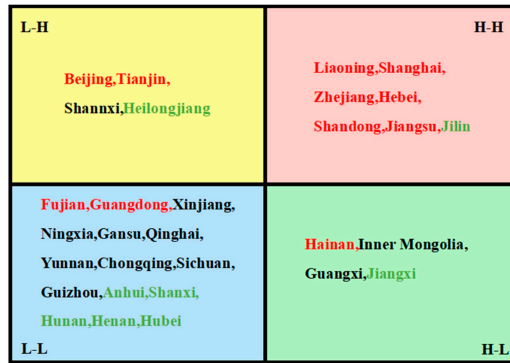 L-H
Beijing,Tianjin,
Shannxi,Heilongjiang
H-H
Liaoning,Shanghai,
Zhejiang,Hebei,
Shandong,Jiangsu,Jilin
Fujian,Guangdong,Xinjiang,
Ningxia,Gansu,Qinghai,
Yunnan,Chongqing,Sichuan,
Guizhou,Anhui,Shanxi,
Hunan,Henan,Hubei
L-L
Hainan,Inner Mongolia,
Guangxi,Jiangxi
H-L